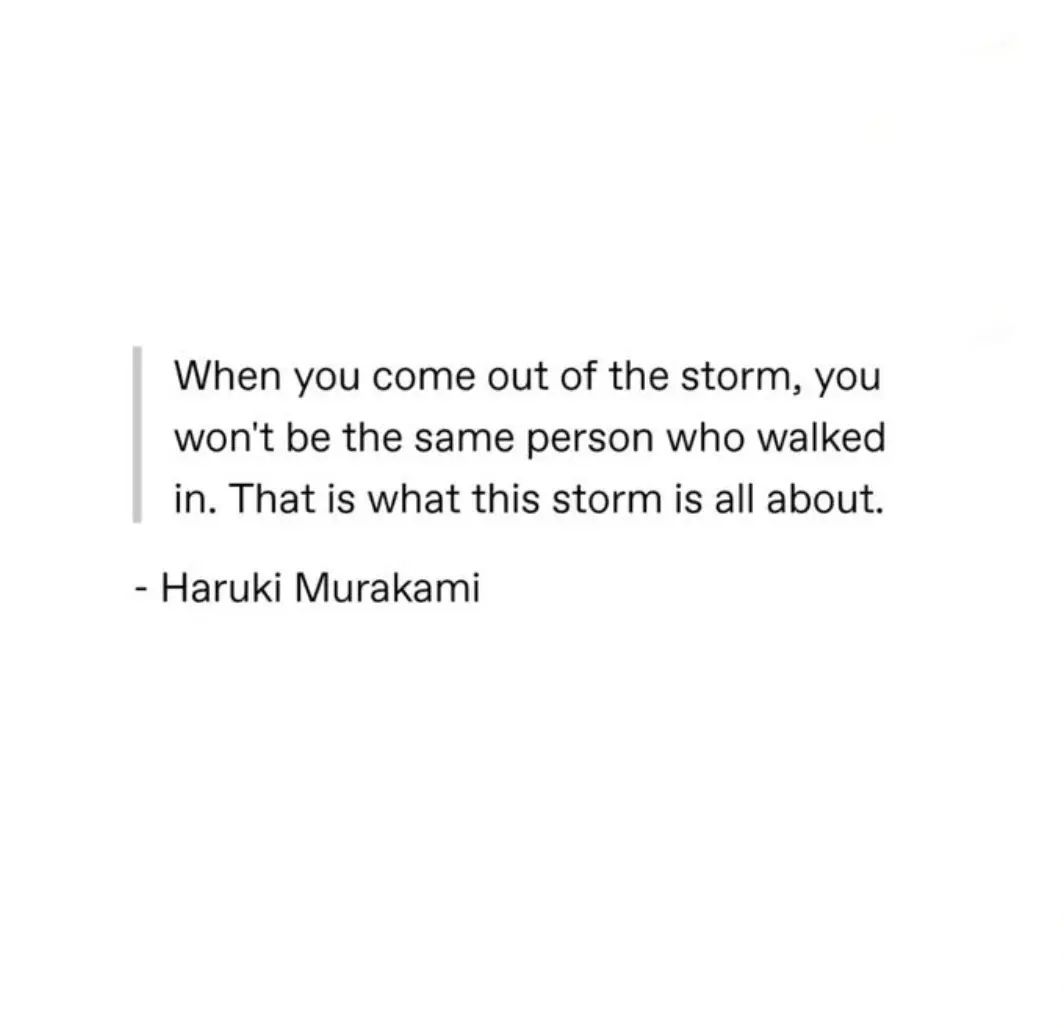 When you come out of the storm, you
won't be the same person who walked
in. That is what this storm is all about.
- Haruki Murakami